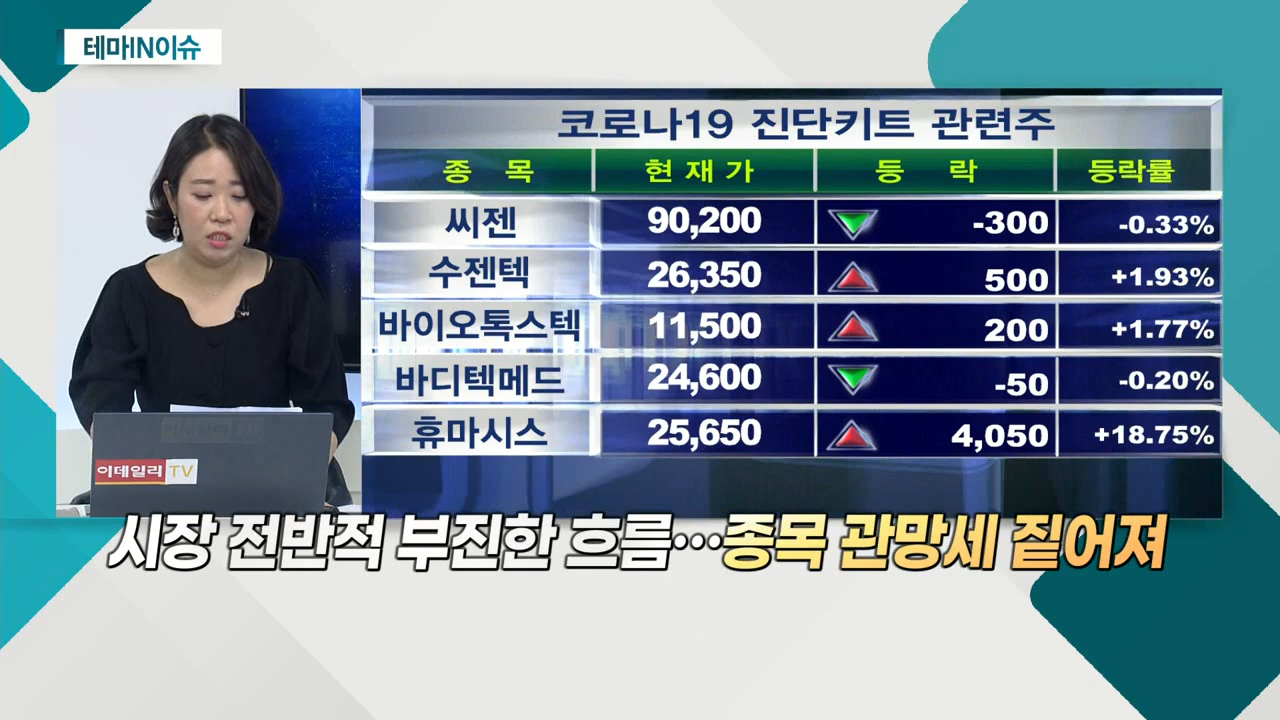 테마IN이슈
코로나19 진단키트 관련주
종 목 현 재 가 등 락 등락률
씨젠 90,200 -300 -0.33%
수젠텍 26,350 500 +1.93%
바이오톡스텍 11,500 200 +1.77%
바디텍메드 24,600 -50 -0.20%
휴마시스 25,650 4,050 +18.75%
이데일리TV
시장 전반적 부진한 흐름…종목 관망세 짙어져